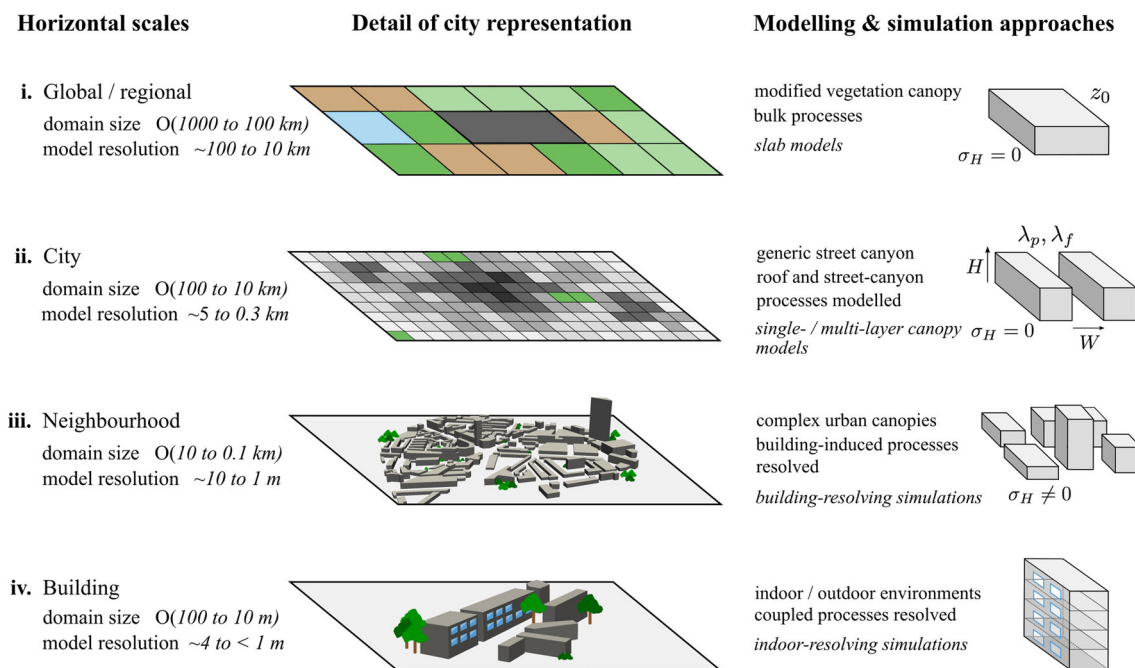 Horizontal scales
Detail of city representation
Modelling & simulation approaches
i. Global / regional
domain size O(1000 to 100 km)
model resolution ~100 to 10 km
modified vegetation canopy
bulk processes
slab models
z₀
σ_H = 0
ii. City
domain size O(100 to 10 km)
model resolution ~5 to 0.3 km
generic street canyon
roof and street-canyon
processes modelled
single- / multi-layer canopy
models
λ_p, λ_f
H
σ_H = 0
W
iii. Neighbourhood
domain size O(10 to 0.1 km)
model resolution ~10 to 1 m
complex urban canopies
building-induced processes
resolved
building-resolving simulations
σ_H ≠ 0
iv. Building
domain size O(100 to 10 m)
model resolution ~4 to < 1 m
indoor / outdoor environments
coupled processes resolved
indoor-resolving simulations